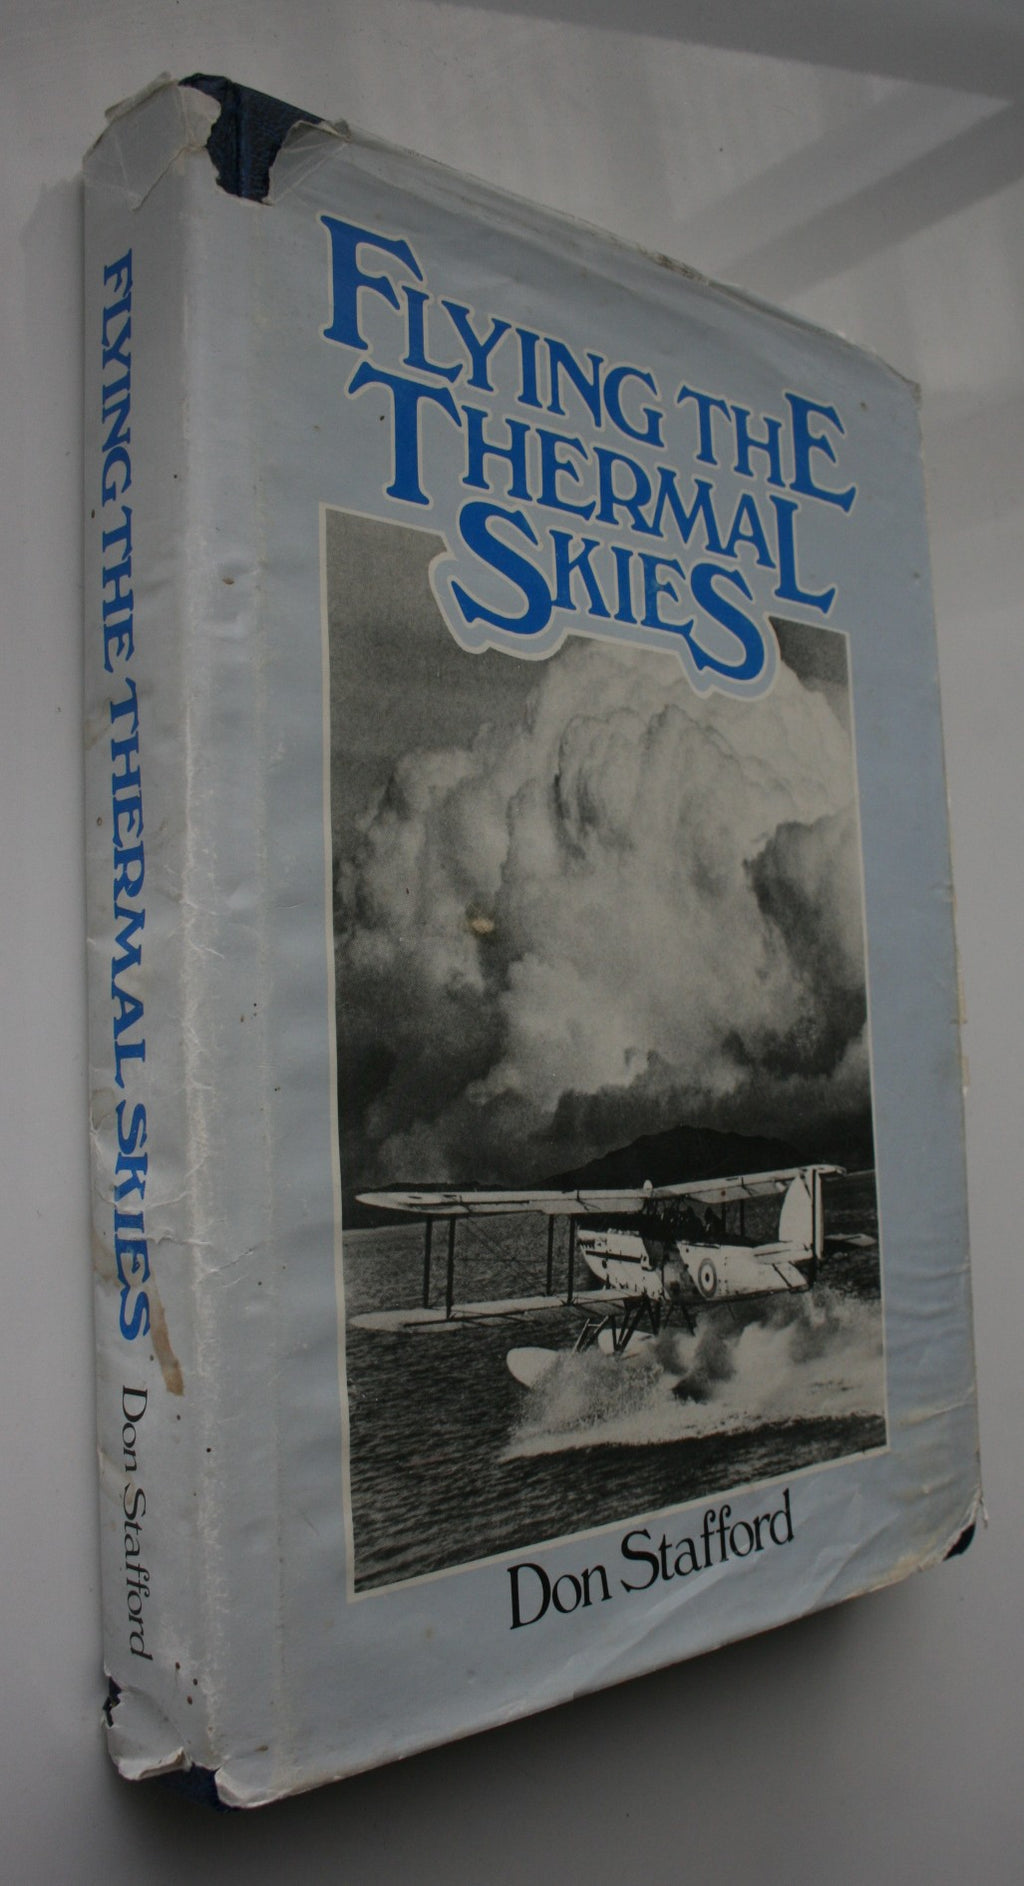 FLYING THE THERMAL SKIES Don Stafford
FLYING THE
THERMAL
SKIES
Don Stafford